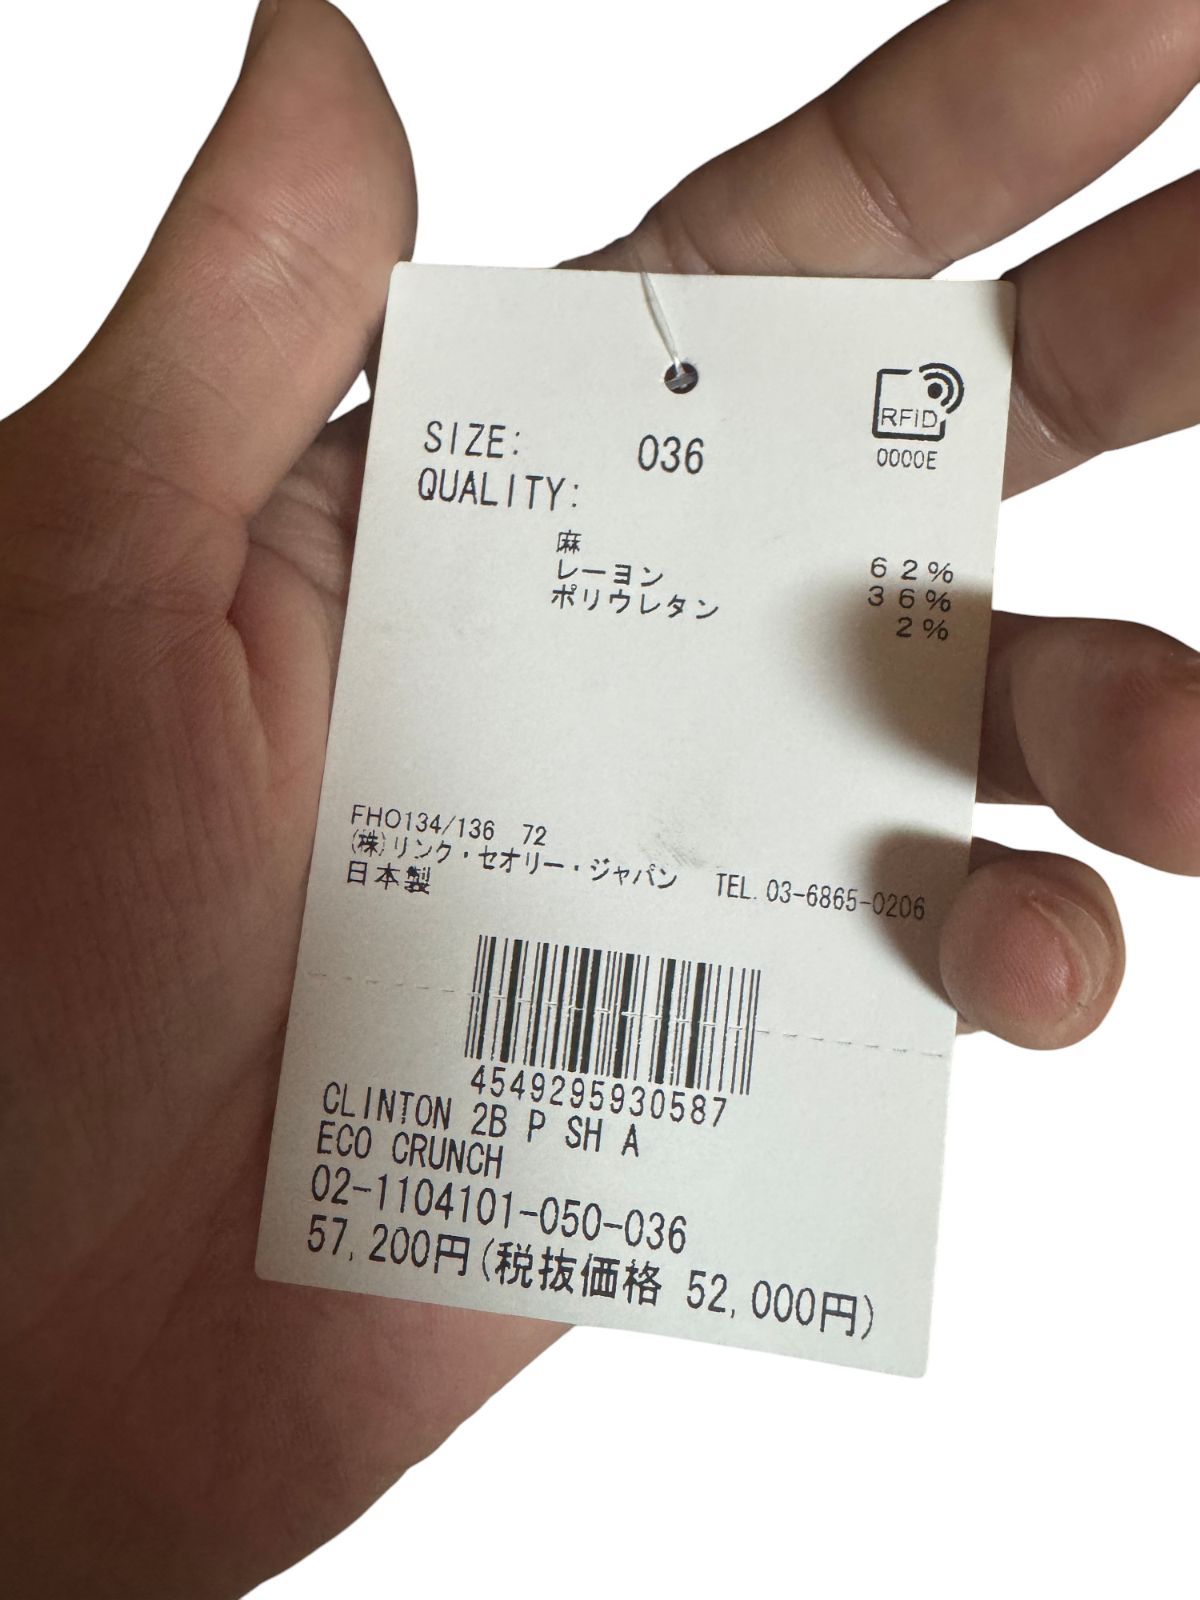 RFiD
0000E
SIZE: 036
QUALITY:
麻 62%
レーヨン 36%
ポリウレタン 2%
FH0134/136 72
(株)リンク・セオリー・ジャパン TEL.03-6865-0206
日本製
4549295930587
CLINTON 2B P SH A
ECO CRUNCH
02-1104101-050-036
57,200円(税抜価格 52,000円)